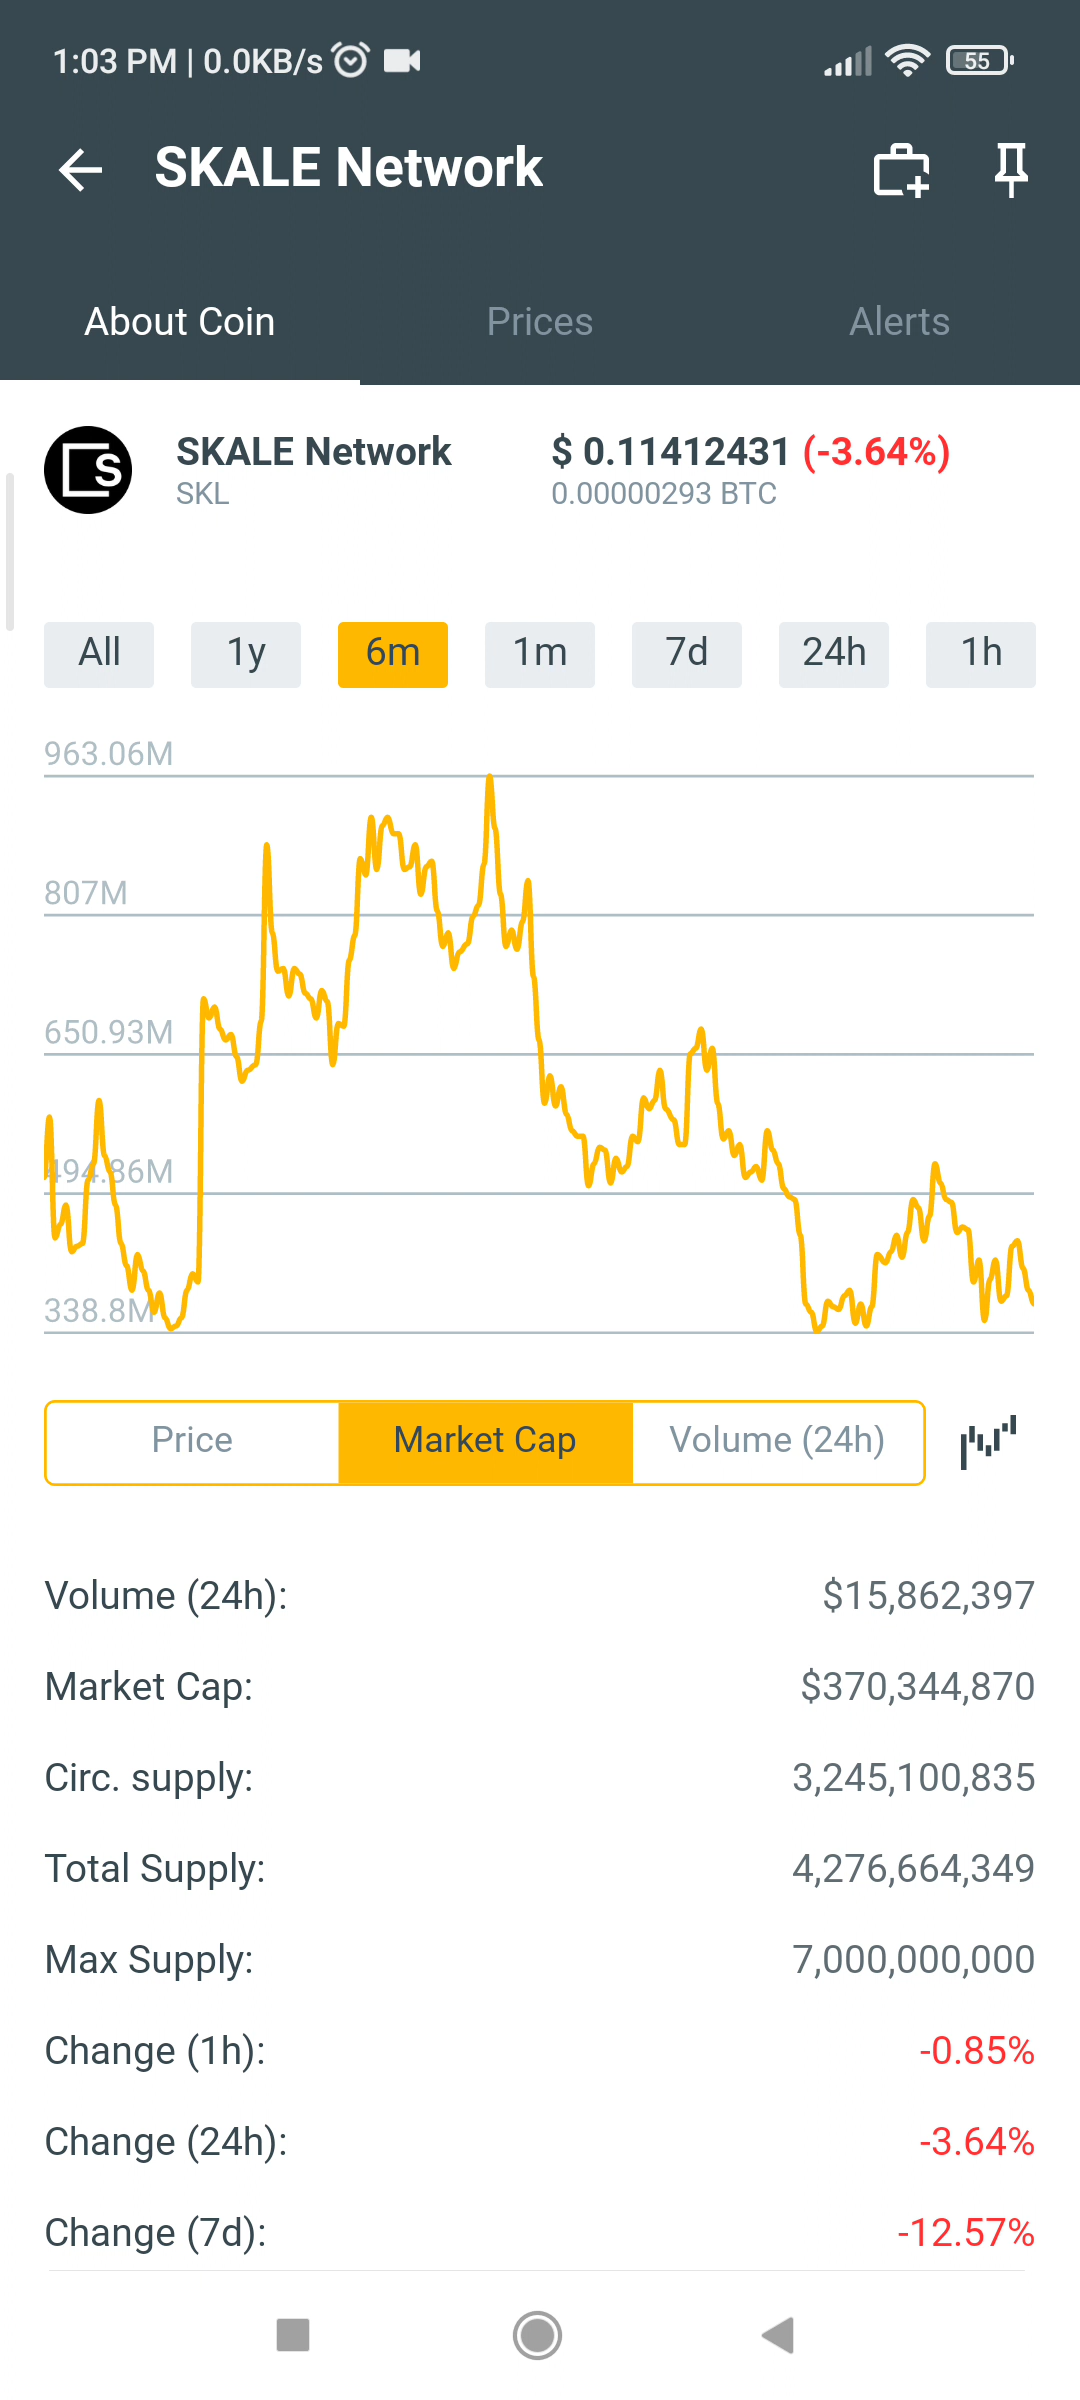 1:03 PM | 0.0KB/s 55
SKALE Network
About Coin Prices Alerts
S SKALE Network $ 0.11412431 (-3.64%)
SKL 0.00000293 BTC
All 1y 6m 1m 7d 24h 1h
963.06M
807M
650.93M
494.86M
338.8M
Price Market Cap Volume (24h)
Volume (24h): $15,862,397
Market Cap: $370,344,870
Circ. supply: 3,245,100,835
Total Supply: 4,276,664,349
Max Supply: 7,000,000,000
Change (1h): -0.85%
Change (24h): -3.64%
Change (7d): -12.57%